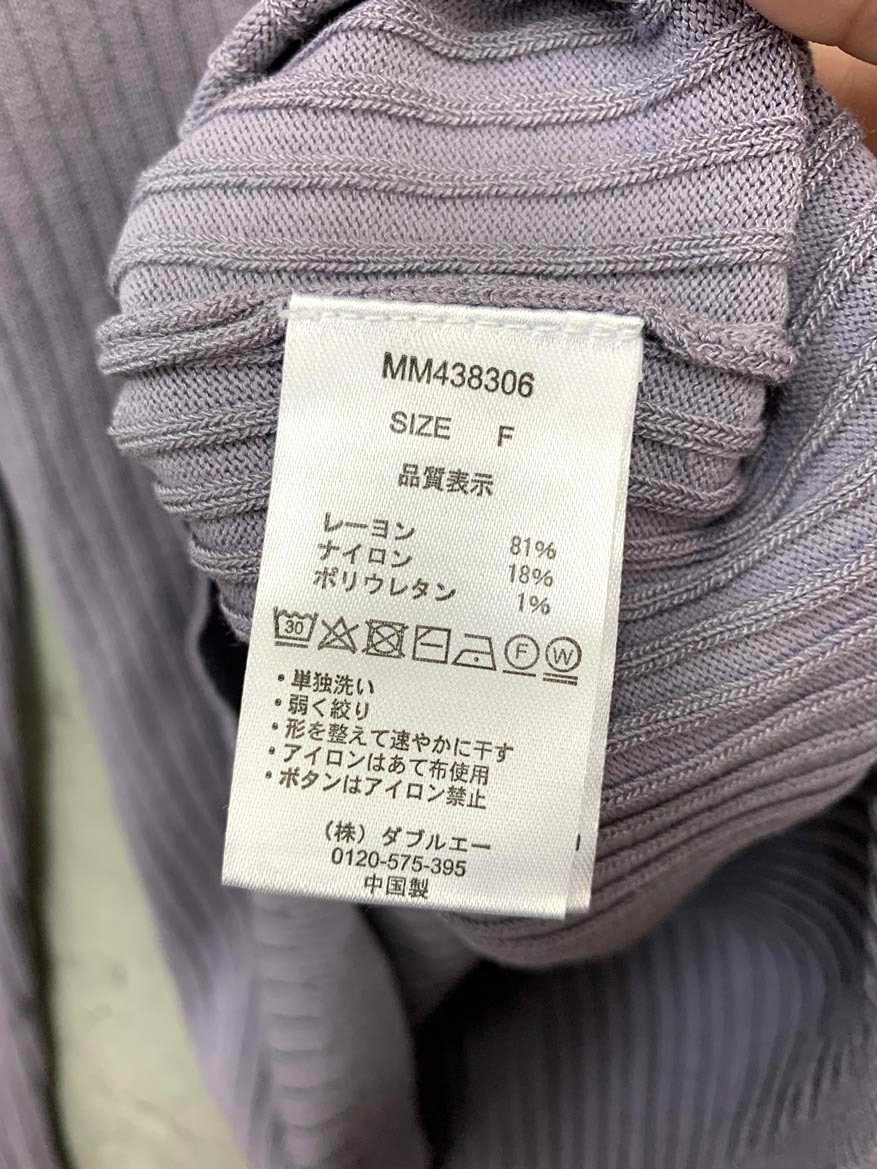 MM438306
SIZE F
品質表示
レーヨン 81%
ナイロン 18%
ポリウレタン 1%
30 F W
・単独洗い
・弱く絞り
・形を整えて速やかに干す
・アイロンはあて布使用
・ボタンはアイロン禁止
（株）ダブルエー
0120-575-395
中国製